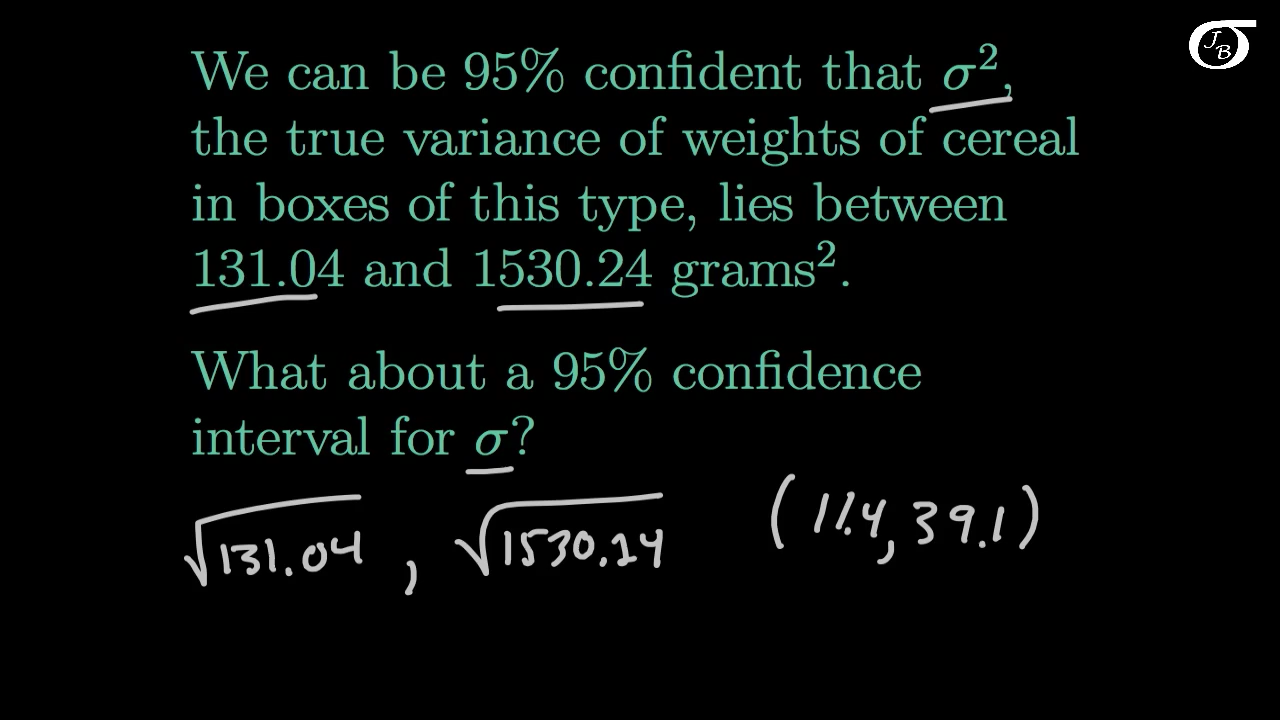 We can be 95% confident that σ²,
the true variance of weights of cereal
in boxes of this type, lies between
131.04 and 1530.24 grams².
What about a 95% confidence
interval for σ?
√131.04 , √1530.24 (11.4, 39.1)
JB